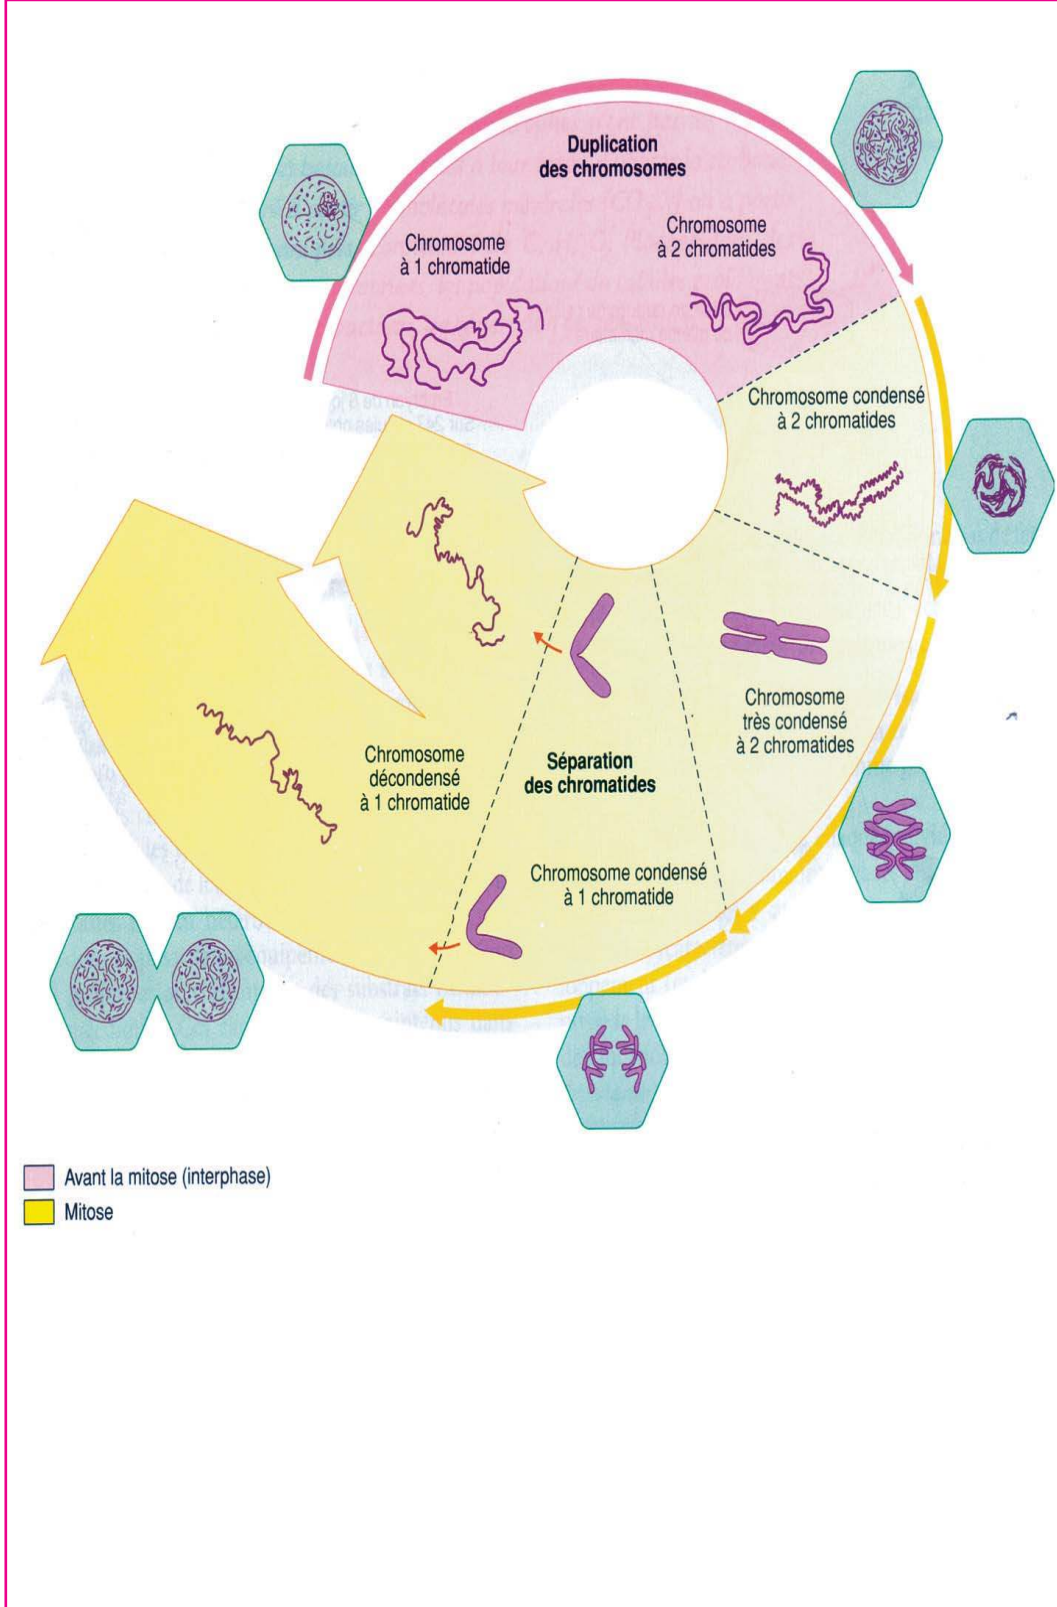 Duplication
des chromosomes
Chromosome
à 1 chromatide
Chromosome
à 2 chromatides
Chromosome condensé
à 2 chromatides
Chromosome
très condensé
à 2 chromatides
Séparation
des chromatides
Chromosome condensé
à 1 chromatide
Chromosome
décondensé
à 1 chromatide
Avant la mitose (interphase)
Mitose